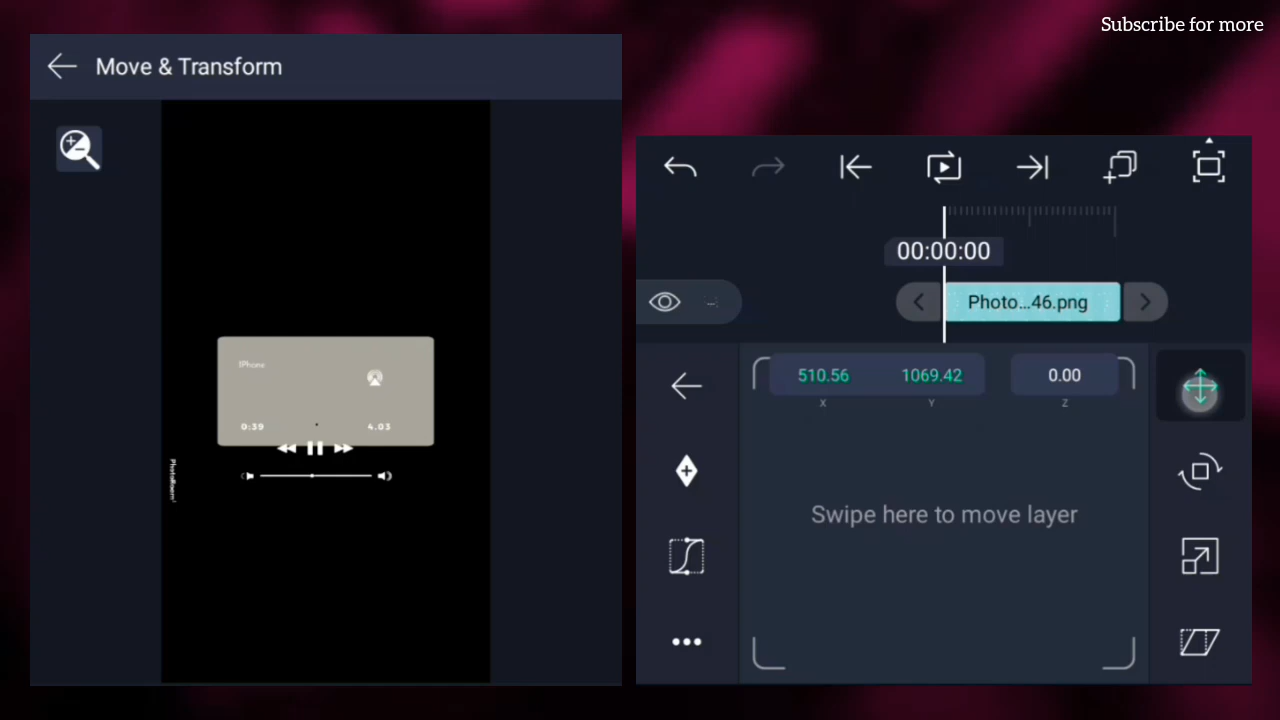 Subscribe for more
Move & Transform
IPhone
0:39
4.03
PhotoRoom
00:00:00
Photo...46.png
510.56
1069.42
0.00
X
Y
Z
Swipe here to move layer